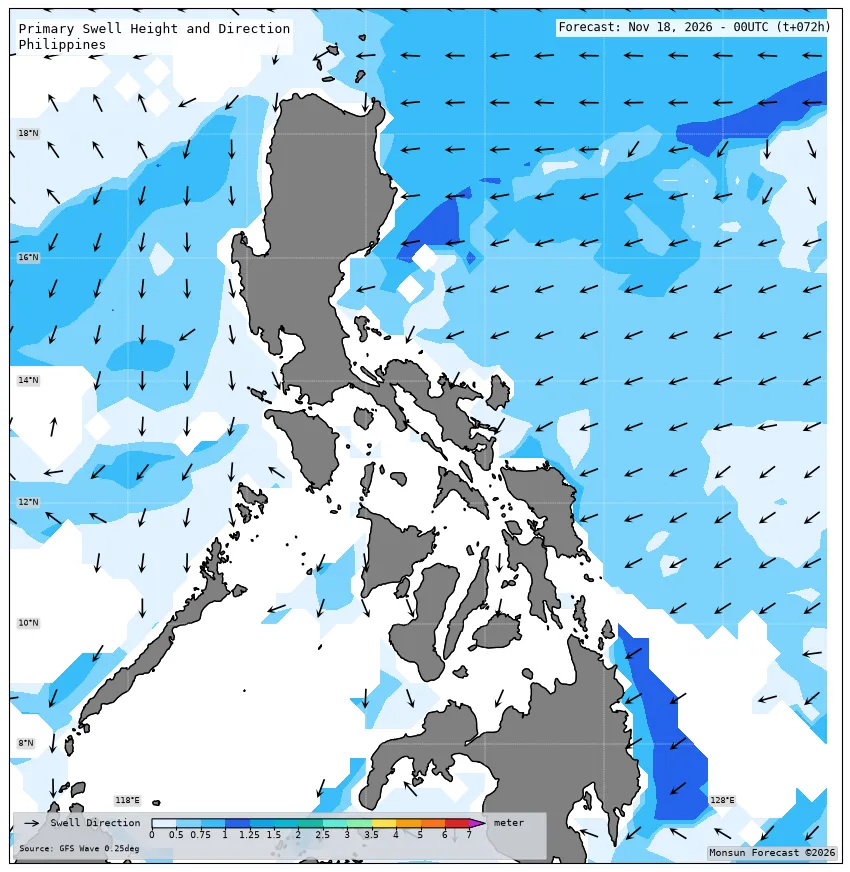 Primary Swell Height and Direction
Philippines
Forecast: Nov 18, 2026 - 00UTC (t+072h)
18°N
16°N
14°N
12°N
10°N
8°N
118°E
128°E
Swell Direction
0 0.5 0.75 1 1.25 1.5 2 2.5 3 3.5 4 5 6 7
meter
Source: GFS Wave 0.25deg
Monsun Forecast ©2026